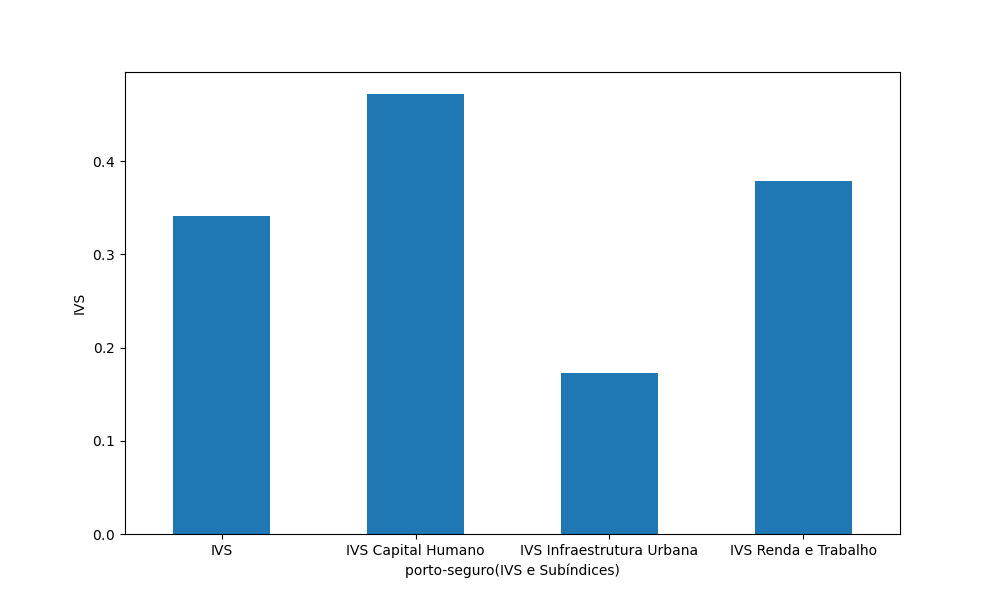 0.4
0.3
0.2
0.1
0.0
IVS
IVS IVS Capital Humano IVS Infraestrutura Urbana IVS Renda e Trabalho
porto-seguro(IVS e Subíndices)